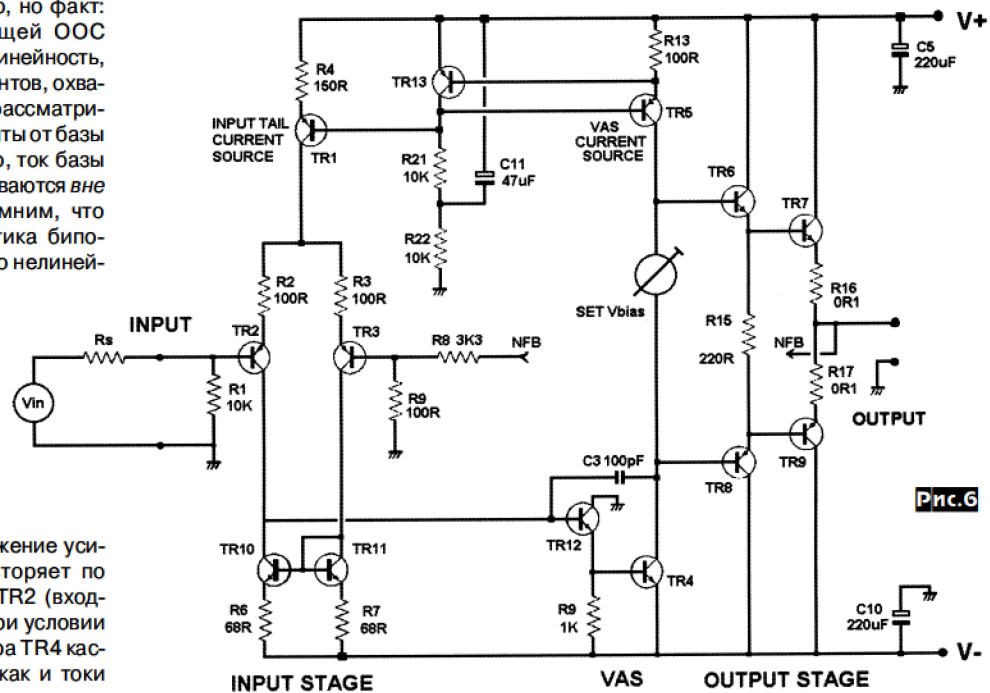 о, но факт:
щей ООС
инейность,
ентов, охва-
рассматри-
нты от базы
о, ток базы
ваются вне
мним, что
тика бипо-
о нелиней-
V+
R13
100R
C5
220uF
R4
150R
TR13
TR5
INPUT TAIL
CURRENT
SOURCE
TR1
VAS
CURRENT
SOURCE
R21
10K
C11
47uF
TR6
TR7
R22
10K
R2
100R
R3
100R
SET Vbias
R16
0R1
R15
220R
NFB
INPUT
Rs
TR2
TR3
R8 3K3
NFB
R17
0R1
R1
10K
Vin
R9
100R
OUTPUT
C3 100pF
TR8
TR9
Рис.6
TR12
TR10
TR11
TR4
R6
68R
R7
68R
R9
1K
C10
220uF
V-
INPUT STAGE
VAS
OUTPUT STAGE
жение уси-
торяет по
TR2 (вход-
ри условии
ра TR4 кас-
как и токи